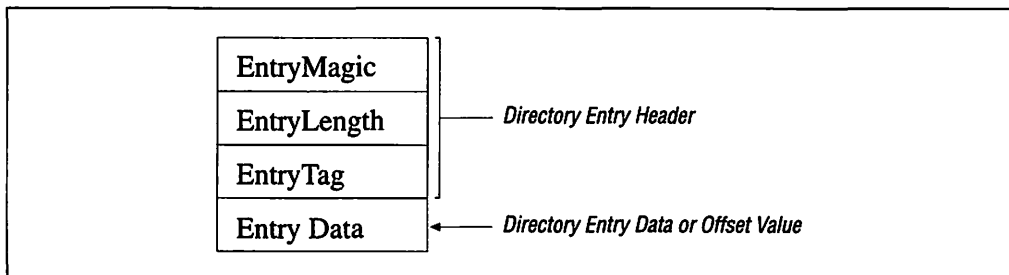 EntryMagic
EntryLength
Directory Entry Header
EntryTag
Entry Data
Directory Entry Data or Offset Value